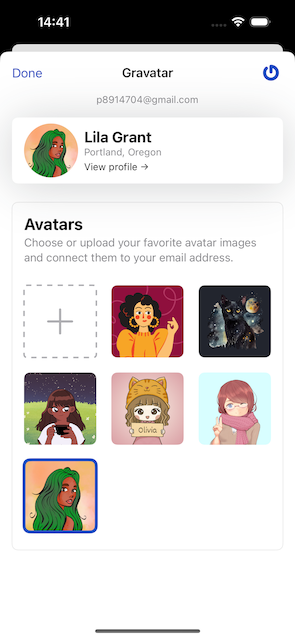 14:41
Done
Gravatar
p8914704@gmail.com
Lila Grant
Portland, Oregon
View profile →
Avatars
Choose or upload your favorite avatar images
and connect them to your email address.
Olivia